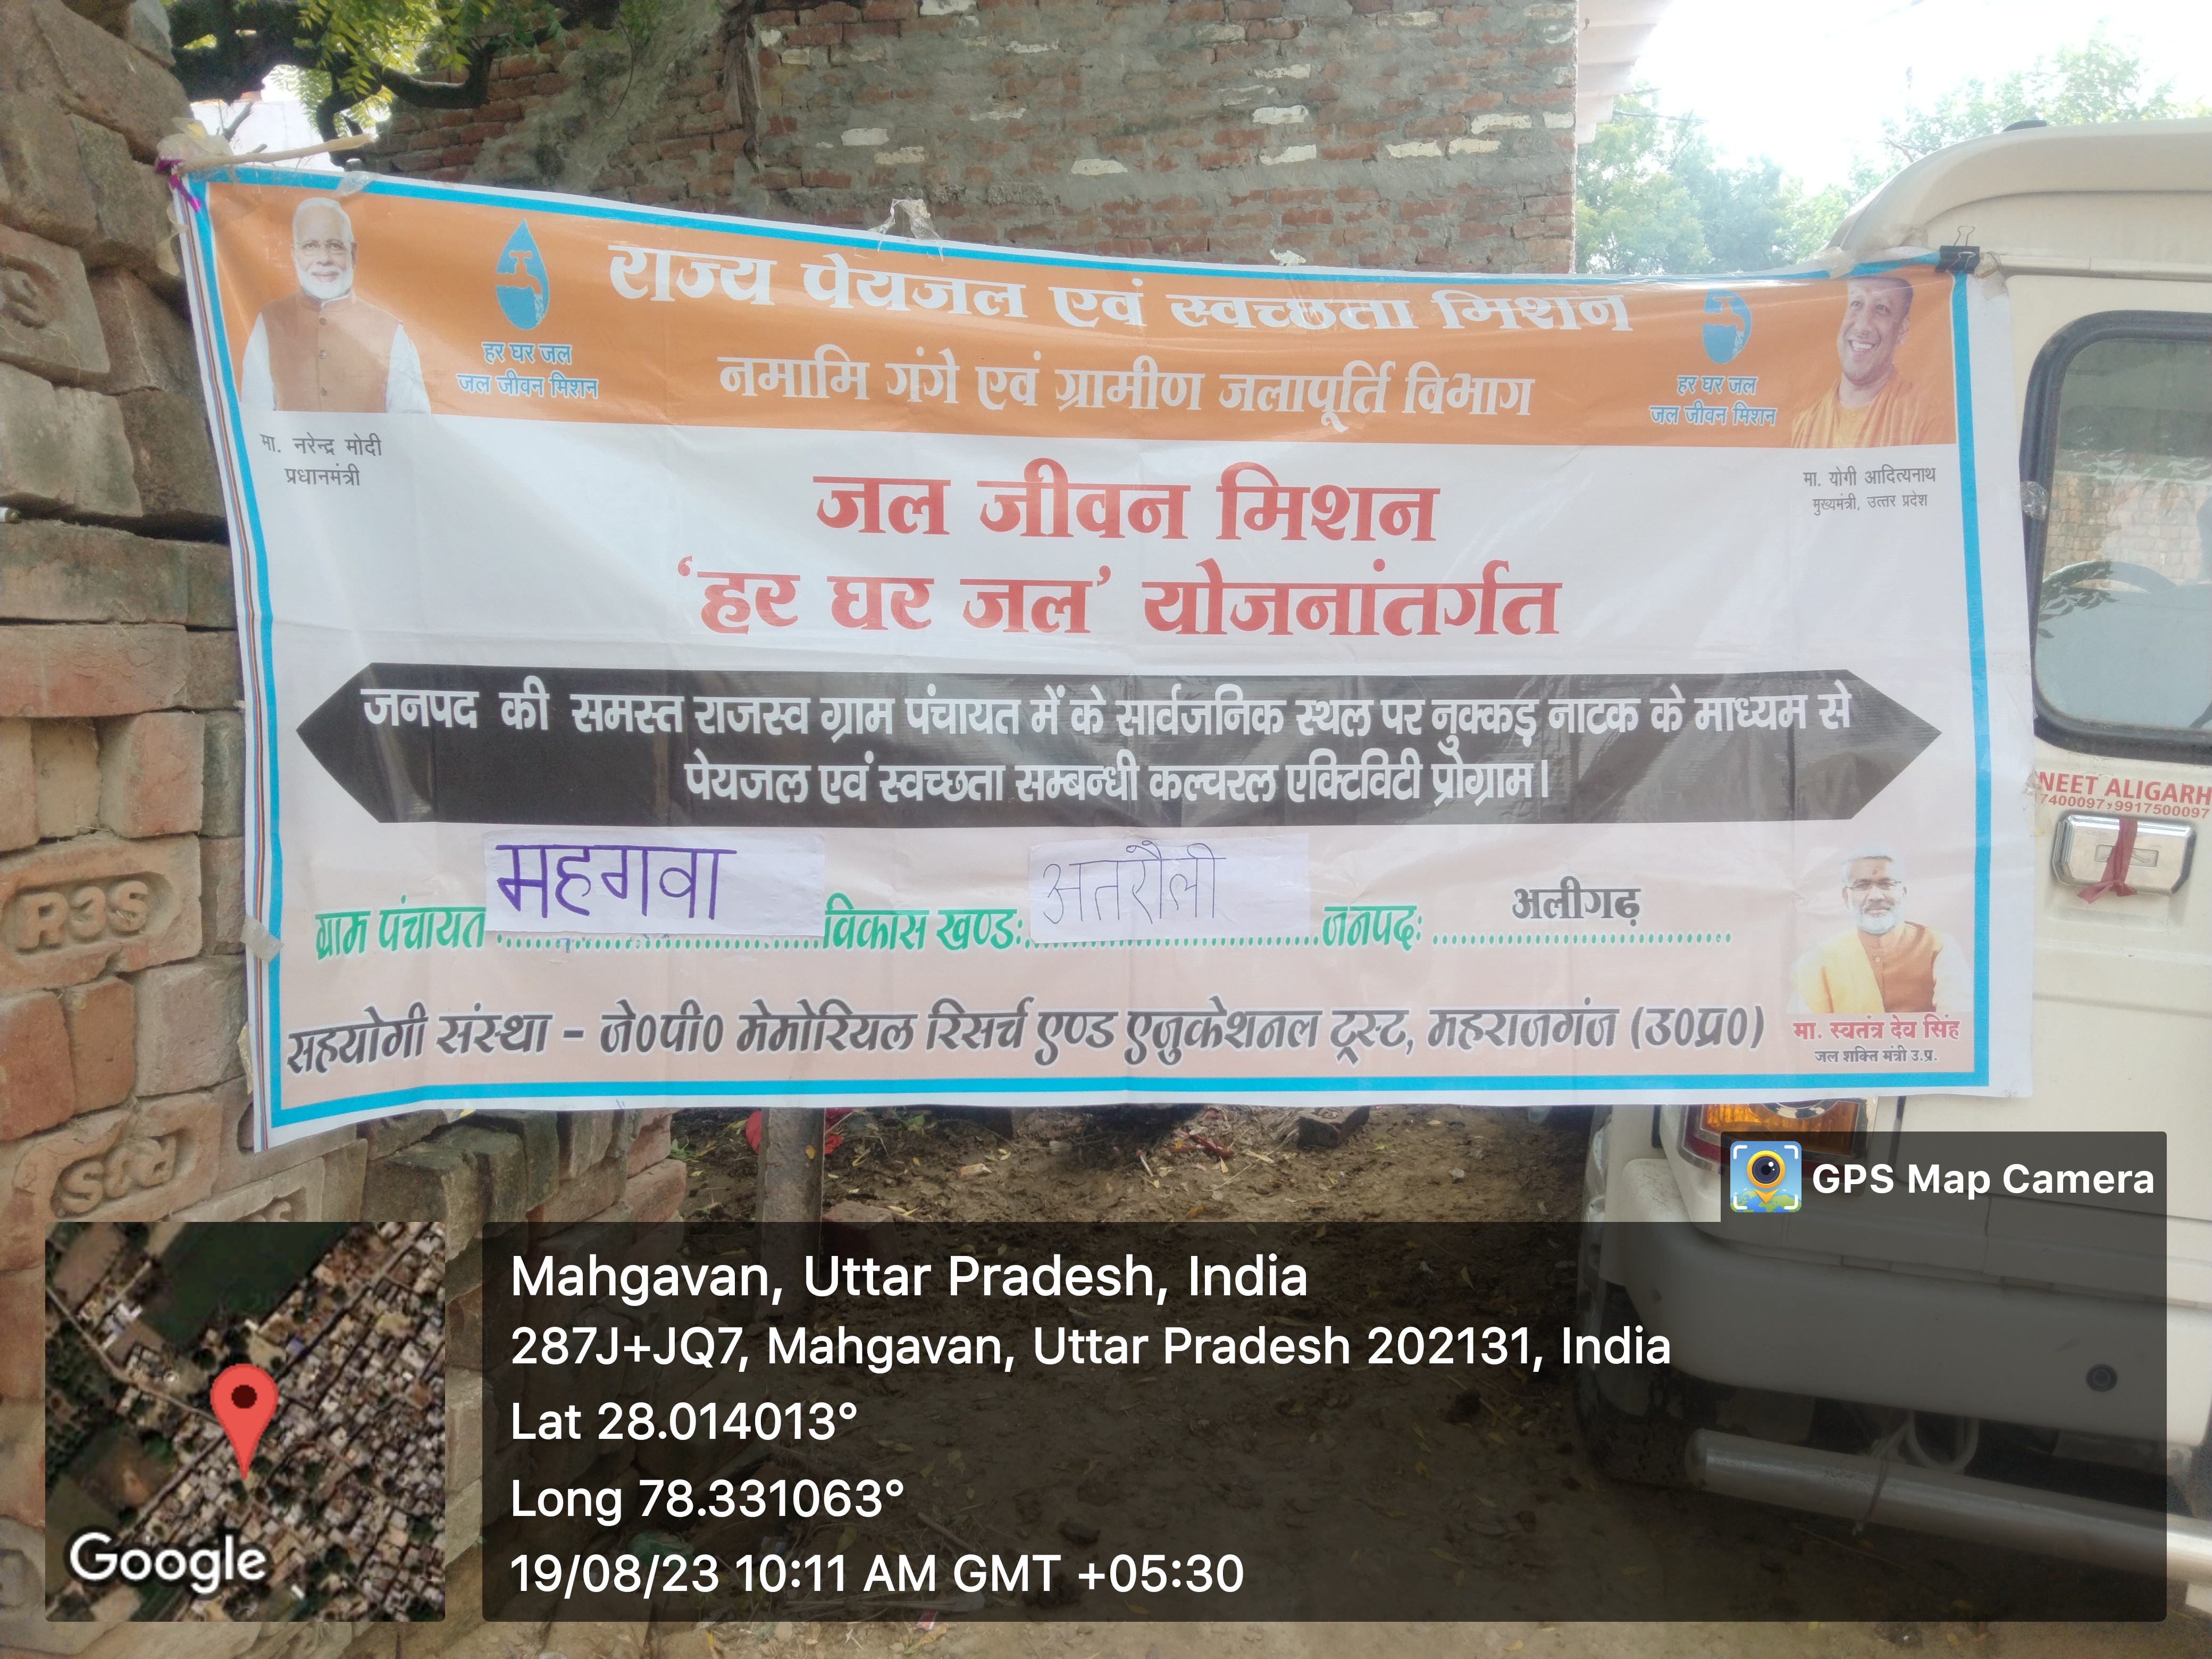 राज्य पेयजल एवं स्वच्छता मिशन
नमामि गंगे एवं ग्रामीण जलापूर्ति विभाग
हर घर जल
जल जीवन मिशन
हर घर जल
जल जीवन मिशन
मा. नरेन्द्र मोदी
प्रधानमंत्री
मा. योगी आदित्यनाथ
मुख्यमंत्री, उत्तर प्रदेश
जल जीवन मिशन
‘हर घर जल’ योजनांतर्गत
जनपद की समस्त राजस्व ग्राम पंचायत में के सार्वजनिक स्थल पर नुक्कड़ नाटक के माध्यम से
पेयजल एवं स्वच्छता सम्बन्धी कल्चरल एक्टिविटी प्रोग्राम।
ग्राम पंचायत महगवा विकास खण्ड: अतरौली जनपद: अलीगढ़
सहयोगी संस्था - जे0पी0 मेमोरियल रिसर्च एण्ड एजुकेशनल ट्रस्ट, महराजगंज (उ0प्र0)
मा. स्वतंत्र देव सिंह
जल शक्ति मंत्री उ.प्र.
NEET ALIGARH
7400097,9917500097
R3S
GPS Map Camera
Mahgavan, Uttar Pradesh, India
287J+JQ7, Mahgavan, Uttar Pradesh 202131, India
Lat 28.014013°
Long 78.331063°
19/08/23 10:11 AM GMT +05:30
Google